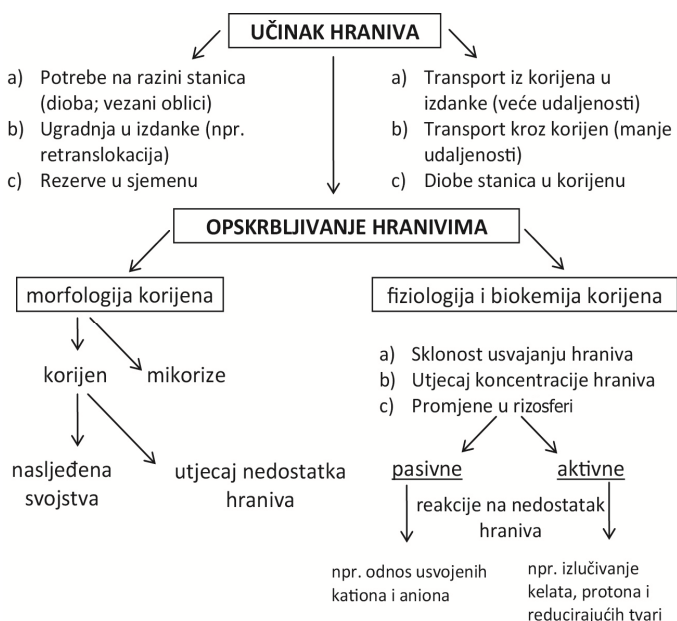 UČINAK HRANIVA
a) Potrebe na razini stanica
(dioba; vezani oblici)
b) Ugradnja u izdanke (npr.
retranslokacija)
c) Rezerve u sjemenu
a) Transport iz korijena u
izdanke (veće udaljenosti)
b) Transport kroz korijen (manje
udaljenosti)
c) Diobe stanica u korijenu
OPSKRBLJIVANJE HRANIVIMA
morfologija korijena
korijen
mikorize
nasljeđena
svojstva
utjecaj nedostatka
hraniva
fiziologija i biokemija korijena
a) Sklonost usvajanju hraniva
b) Utjecaj koncentracije hraniva
c) Promjene u rizosferi
pasivne
aktivne
reakcije na nedostatak
hraniva
npr. odnos usvojenih
kationa i aniona
npr. izlučivanje
kelata, protona i
reducirajućih tvari